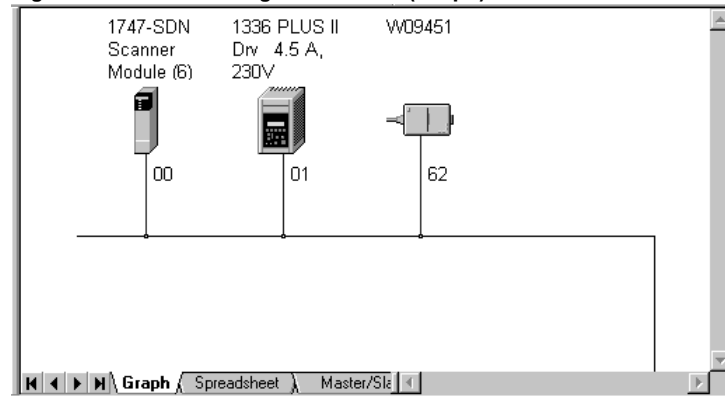 1747-SDN
Scanner
Module (6)
1336 PLUS II
Drv 4.5 A,
230V
W09451
00
01
62
Graph
Spreadsheet
Master/Sla